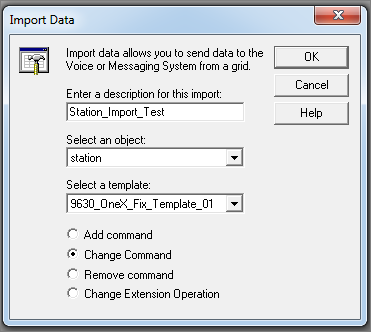 Import Data
Import data allows you to send data to the
Voice or Messaging System from a grid.
OK
Cancel
Help
Enter a description for this import:
Station_Import_Test
Select an object:
station
Select a template:
9630_OneX_Fix_Template_01
Add command
Change Command
Remove command
Change Extension Operation